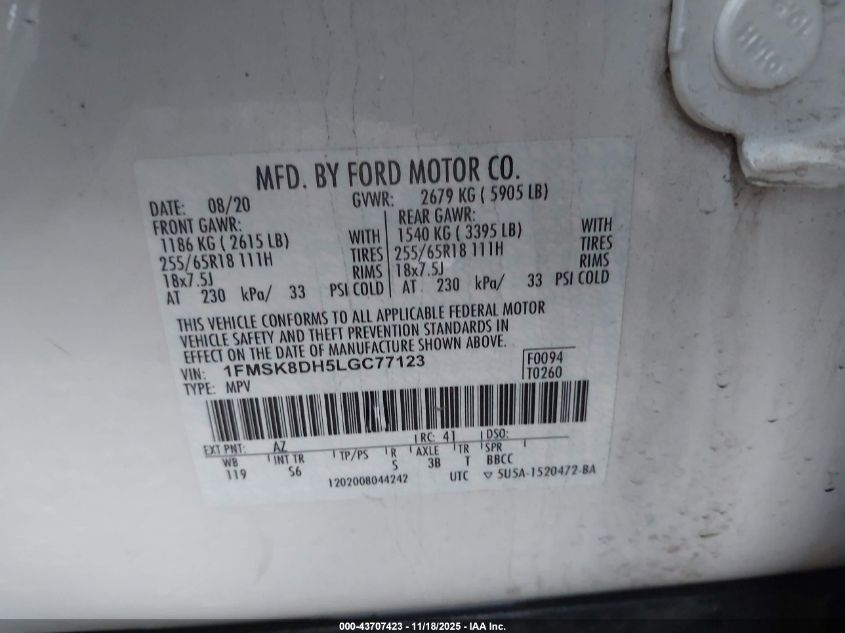 MFD. BY FORD MOTOR CO.
DATE: 08/20 GVWR: 2679 KG ( 5905 LB)
FRONT GAWR: REAR GAWR:
1186 KG ( 2615 LB) WITH 1540 KG ( 3395 LB) WITH
255/65R18 111H TIRES 255/65R18 111H TIRES
18x7.5J RIMS 18x7.5J RIMS
AT 230 kPa/ 33 PSI COLD AT 230 kPa/ 33 PSI COLD
THIS VEHICLE CONFORMS TO ALL APPLICABLE FEDERAL MOTOR
VEHICLE SAFETY AND THEFT PREVENTION STANDARDS IN
EFFECT ON THE DATE OF MANUFACTURE SHOWN ABOVE.
VIN: 1FMSK8DH5LGC77123 F0094
TYPE: MPV T0260
EXT PNT: AZ RC: 41 DSO:
WB INT TR TP/PS R AXLE TR SPR
119 S6 S 3B T BBCC
1202008044242 UTC ▽ 5U5A-1520472-BA
000-43707423 - 11/18/2025 - IAA Inc.